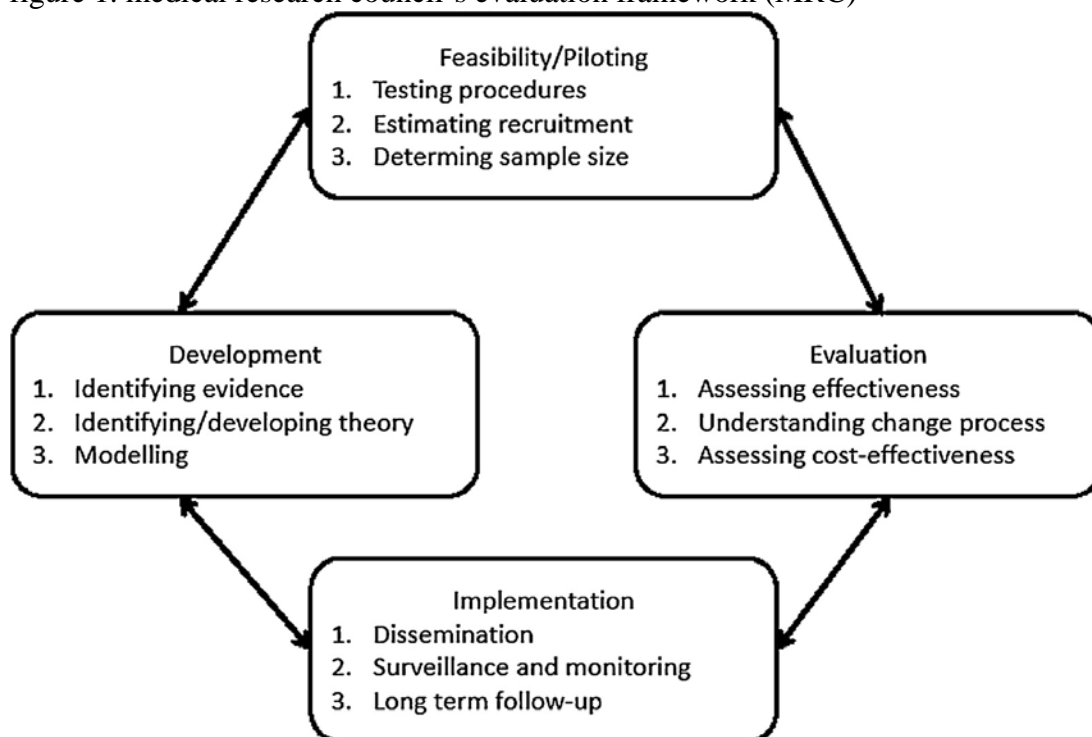 figure 1. medical research council's evaluation framework (MRC)
Feasibility/Piloting
1. Testing procedures
2. Estimating recruitment
3. Determing sample size
Development
1. Identifying evidence
2. Identifying/developing theory
3. Modelling
Evaluation
1. Assessing effectiveness
2. Understanding change process
3. Assessing cost-effectiveness
Implementation
1. Dissemination
2. Surveillance and monitoring
3. Long term follow-up